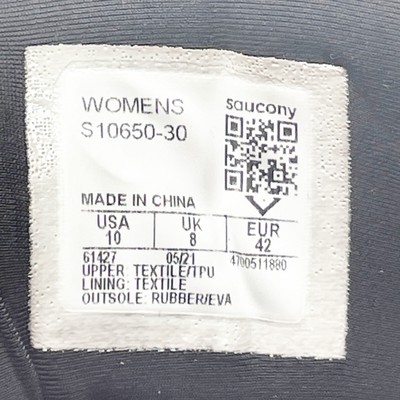 WOMENS
saucony
S10650-30
MADE IN CHINA
USA UK EUR
10 8 42
61427 05/21 4700511880
UPPER: TEXTILE/TPU
LINING: TEXTILE
OUTSOLE: RUBBER/EVA